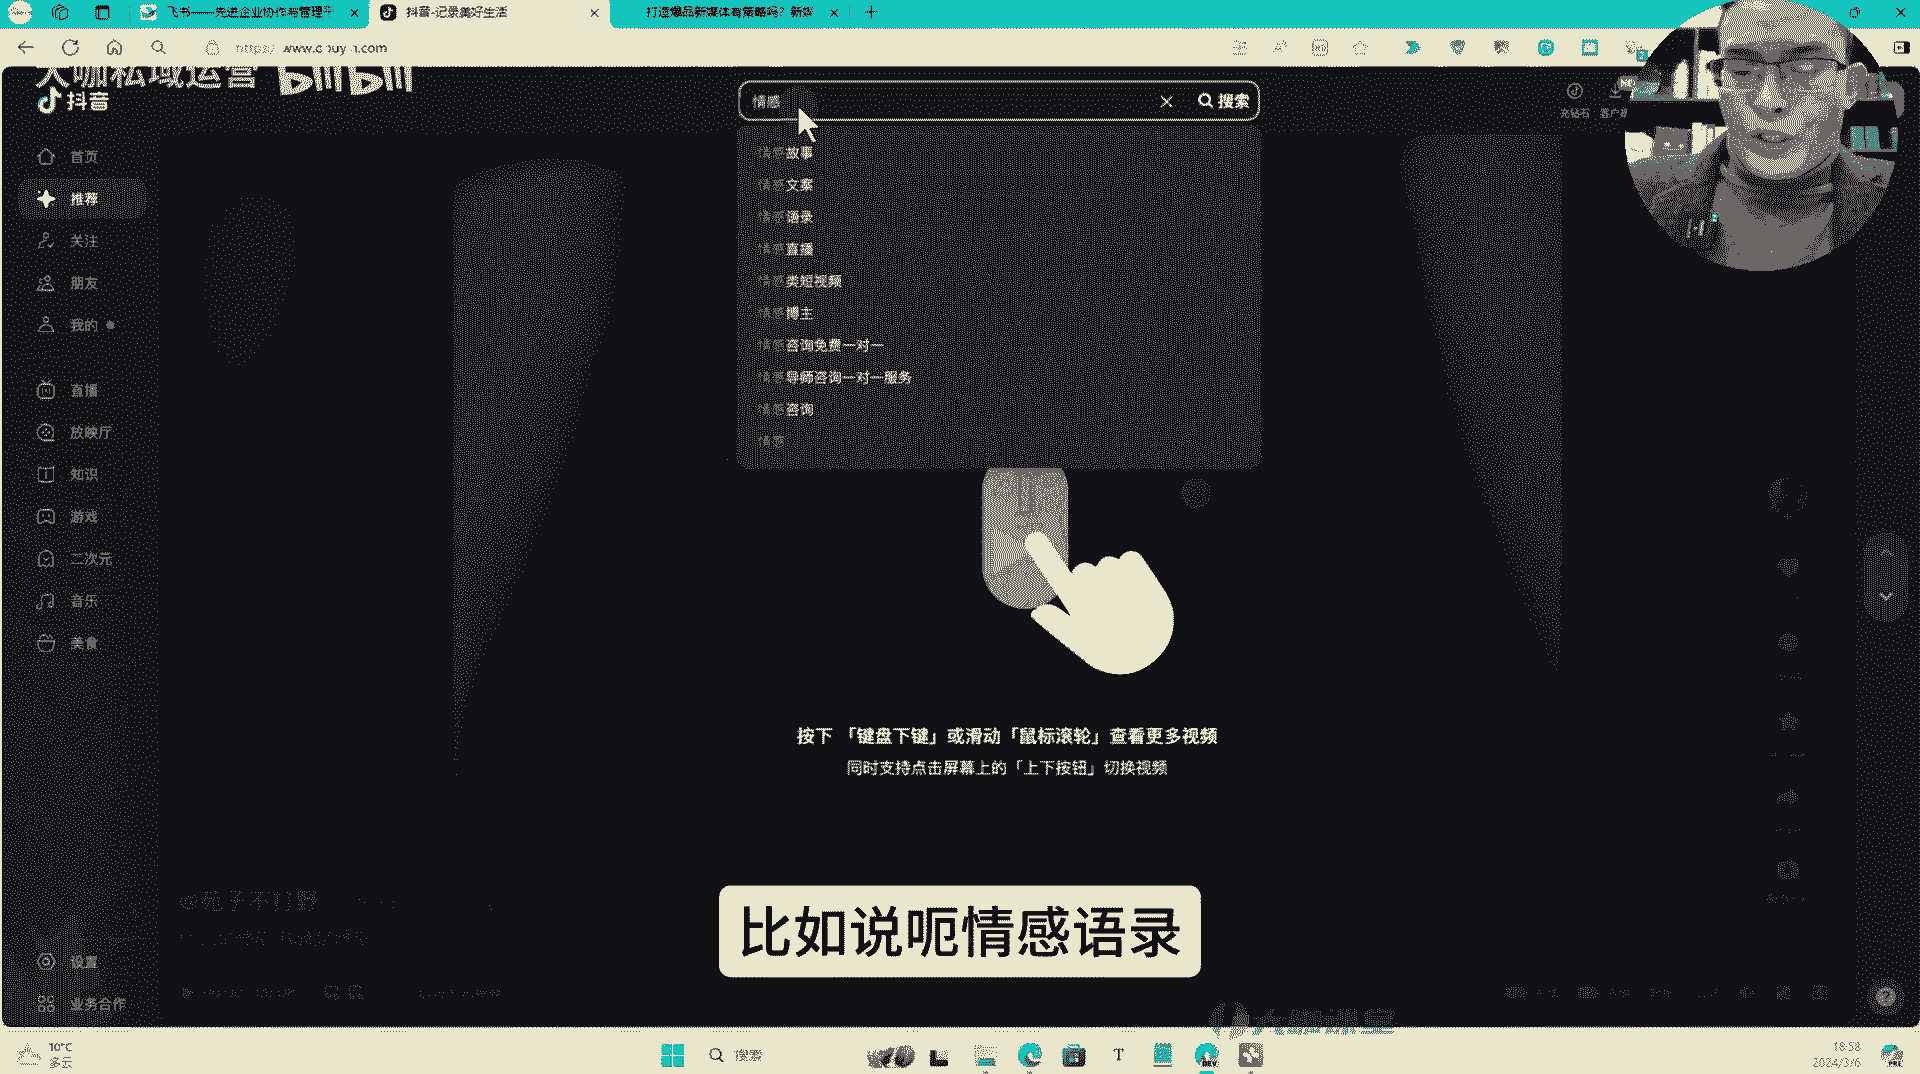 飞书——先进企业协作与管理平
抖音-记录美好生活
打造爆品新媒体有策略吗？新媒
https://www.douyin.com
大咖私域运营 bilibili
抖音
情感
搜索
充钻石
首页
推荐
关注
朋友
我的
直播
放映厅
知识
游戏
二次元
音乐
美食
设置
业务合作
情感故事
情感文案
情感语录
情感直播
情感类短视频
情感博主
情感咨询免费一对一
情感导师咨询一对一服务
情感咨询
情感
按下「键盘下键」或滑动「鼠标滚轮」查看更多视频
同时支持点击屏幕上的「上下按钮」切换视频
比如说呃情感语录
大咖课堂
10°C
多云
搜索
18:58
2024/3/6